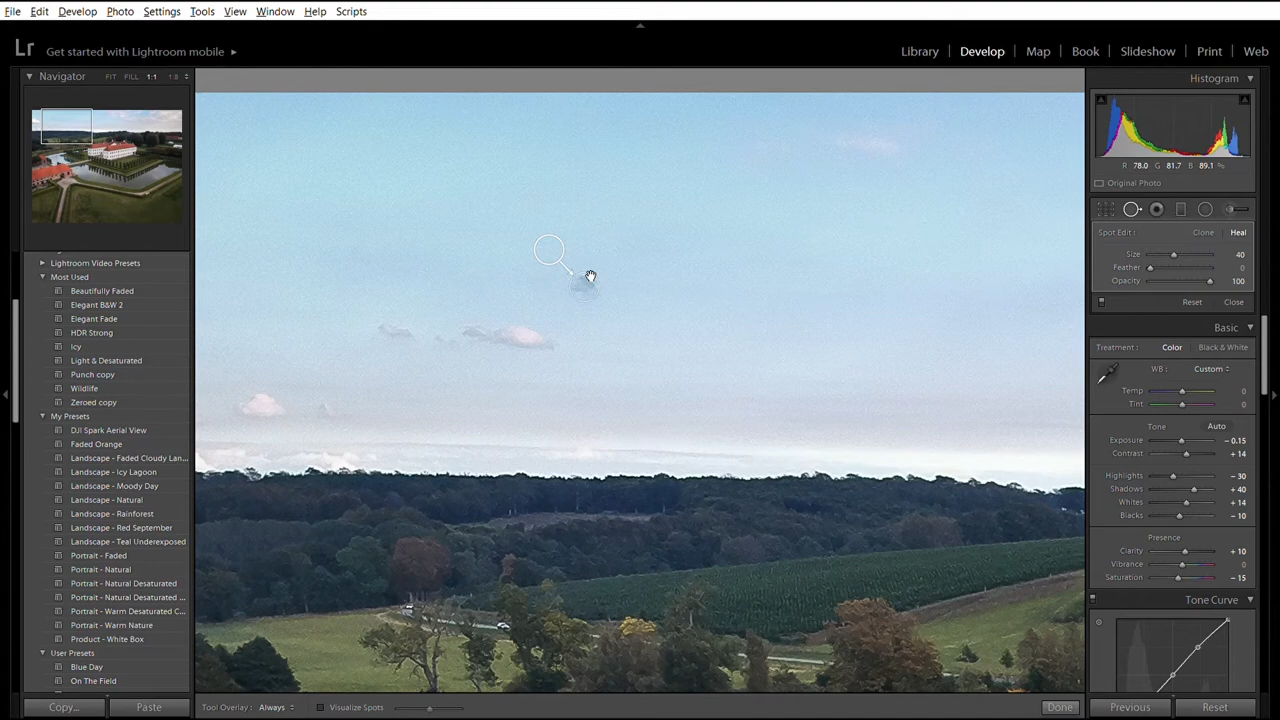 File Edit Develop Photo Settings Tools View Window Help Scripts
Lr Get started with Lightroom mobile
Library Develop Map Book Slideshow Print Web
Navigator FIT FILL 1:1 1:8
Histogram
R 78.0 G 81.7 B 89.1 %
Original Photo
Spot Edit : Clone Heal
Size 40
Feather 0
Opacity 100
Reset Close
Basic
Treatment : Color Black & White
WB : Custom
Temp 0
Tint 0
Tone Auto
Exposure − 0.15
Contrast + 14
Highlights − 30
Shadows + 40
Whites + 14
Blacks − 10
Presence
Clarity + 10
Vibrance 0
Saturation − 15
Tone Curve
Lightroom Video Presets
Most Used
Beautifully Faded
Elegant B&W 2
Elegant Fade
HDR Strong
Icy
Light & Desaturated
Punch copy
Wildlife
Zeroed copy
My Presets
DJI Spark Aerial View
Faded Orange
Landscape - Faded Cloudy Lan...
Landscape - Icy Lagoon
Landscape - Moody Day
Landscape - Natural
Landscape - Rainforest
Landscape - Red September
Landscape - Teal Underexposed
Portrait - Faded
Portrait - Natural
Portrait - Natural Desaturated
Portrait - Natural Desaturated ...
Portrait - Warm Desaturated C...
Portrait - Warm Nature
Product - White Box
User Presets
Blue Day
On The Field
Copy... Paste
Tool Overlay : Always Visualize Spots Done
Previous Reset